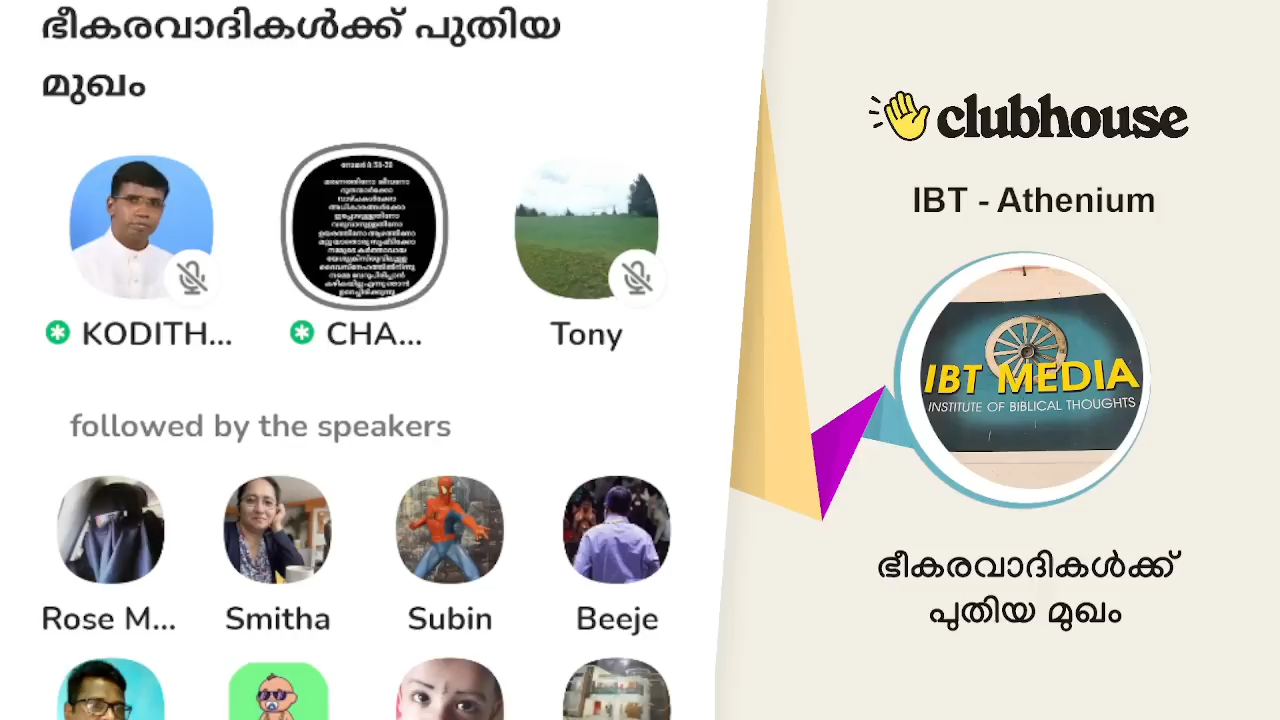 ഭീകരവാദികൾക്ക് പുതിയ
മുഖം
KODITH...
CHA...
Tony
followed by the speakers
Rose M...
Smitha
Subin
Beeje
clubhouse
IBT - Athenium
IBT MEDIA
INSTITUTE OF BIBLICAL THOUGHTS
ഭീകരവാദികൾക്ക്
പുതിയ മുഖം